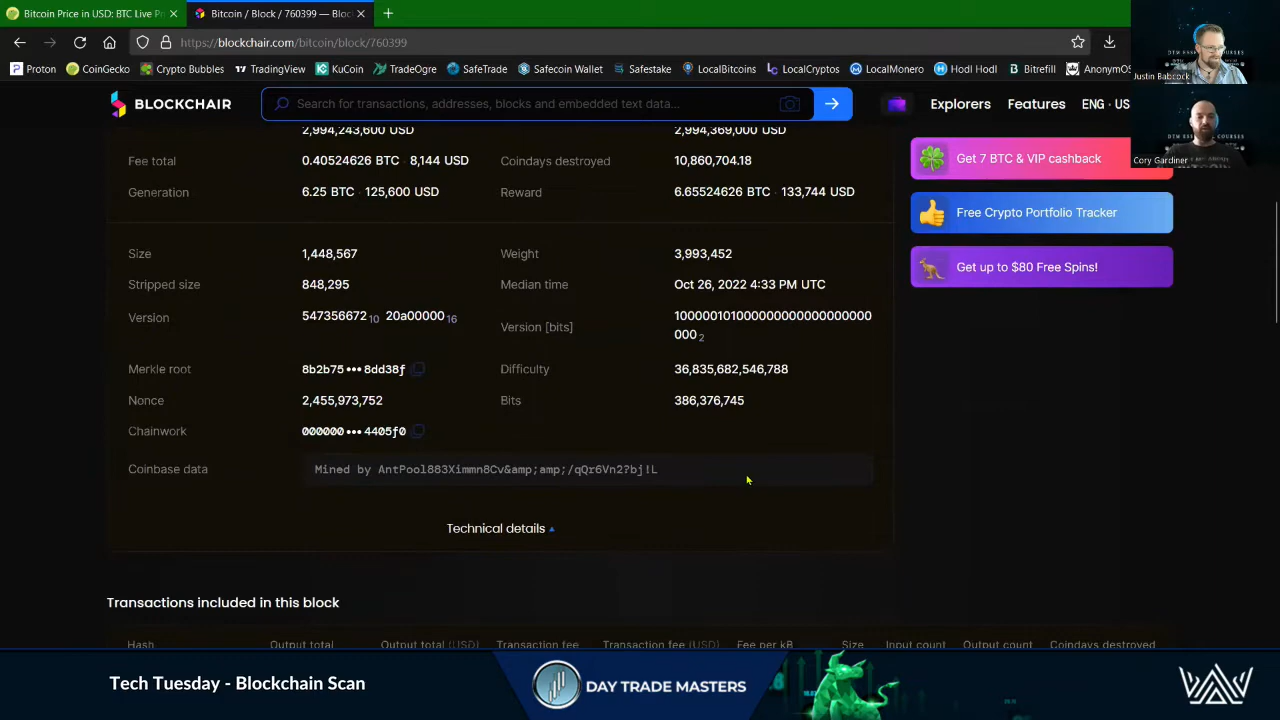 Bitcoin Price in USD: BTC Live Pr
Bitcoin / Block / 760399 — Bloc
https://blockchair.com/bitcoin/block/760399
Proton CoinGecko Crypto Bubbles TradingView KuCoin TradeOgre SafeTrade Safecoin Wallet Safestake LocalBitcoins LocalCryptos LocalMonero Hodl Hodl Bitrefill AnonymOS
Justin Babcock
Cory Gardiner
BLOCKCHAIR
Search for transactions, addresses, blocks and embedded text data...
Explorers Features ENG · US
2,994,243,600 USD 2,994,369,000 USD
Fee total 0.40524626 BTC · 8,144 USD Coindays destroyed 10,860,704.18
Generation 6.25 BTC · 125,600 USD Reward 6.65524626 BTC · 133,744 USD
Size 1,448,567 Weight 3,993,452
Stripped size 848,295 Median time Oct 26, 2022 4:33 PM UTC
Version 547356672 10 20a00000 16 Version [bits] 10000010100000000000000000
000 2
Merkle root 8b2b75•••8dd38f Difficulty 36,835,682,546,788
Nonce 2,455,973,752 Bits 386,376,745
Chainwork 000000•••4405f0
Coinbase data Mined by AntPool883Ximmn8Cv&amp;amp;/qQr6Vn2?bj!L
Technical details
Get 7 BTC & VIP cashback
Free Crypto Portfolio Tracker
Get up to $80 Free Spins!
Transactions included in this block
Hash Output total Output total (USD) Transaction fee Transaction fee (USD) Fee per kB Size Input count Output count Coindays destroyed
Tech Tuesday - Blockchain Scan
DAY TRADE MASTERS